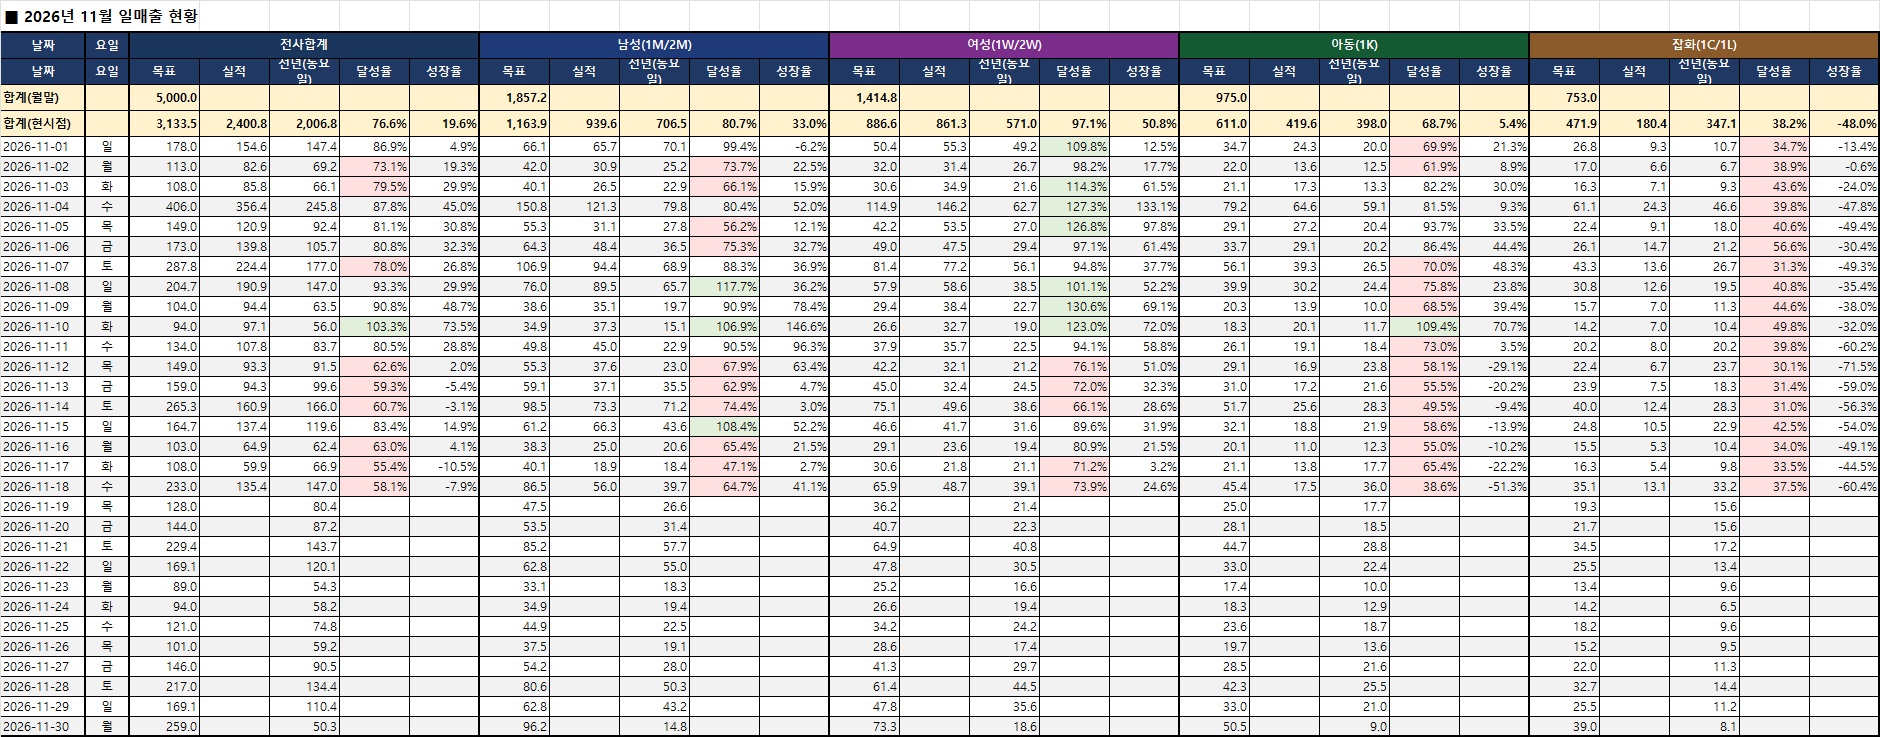 ■ 2026년 11월 일매출 현황
날짜 요일 전사합계 남성(1M/2M) 여성(1W/2W) 아동(1K) 잡화(1C/1L)
날짜 요일 목표 실적 전년(동요일) 달성율 성장율 목표 실적 전년(동요일) 달성율 성장율 목표 실적 전년(동요일) 달성율 성장율 목표 실적 전년(동요일) 달성율 성장율 목표 실적 전년(동요일) 달성율 성장율
합계(월말) 5,000.0 1,857.2 1,414.8 975.0 753.0
합계(현시점) 3,133.5 2,400.8 2,006.8 76.6% 19.6% 1,163.9 939.6 706.5 80.7% 33.0% 886.6 861.3 571.0 97.1% 50.8% 611.0 419.6 398.0 68.7% 5.4% 471.9 180.4 347.1 38.2% -48.0%
2026-11-01 일 178.0 154.6 147.4 86.9% 4.9% 66.1 65.7 70.1 99.4% -6.2% 50.4 55.3 49.2 109.8% 12.5% 34.7 24.3 20.0 69.9% 21.3% 26.8 9.3 10.7 34.7% -13.4%
2026-11-02 월 113.0 82.6 69.2 73.1% 19.3% 42.0 30.9 25.2 73.7% 22.5% 32.0 31.4 26.7 98.2% 17.7% 22.0 13.6 12.5 61.9% 8.9% 17.0 6.6 6.7 38.9% -0.6%
2026-11-03 화 108.0 85.8 66.1 79.5% 29.9% 40.1 26.5 22.9 66.1% 15.9% 30.6 34.9 21.6 114.3% 61.5% 21.1 17.3 13.3 82.2% 30.0% 16.3 7.1 9.3 43.6% -24.0%
2026-11-04 수 406.0 356.4 245.8 87.8% 45.0% 150.8 121.3 79.8 80.4% 52.0% 114.9 146.2 62.7 127.3% 133.1% 79.2 64.6 59.1 81.5% 9.3% 61.1 24.3 46.6 39.8% -47.8%
2026-11-05 목 149.0 120.9 92.4 81.1% 30.8% 55.3 31.1 27.8 56.2% 12.1% 42.2 53.5 27.0 126.8% 97.8% 29.1 27.2 20.4 93.7% 33.5% 22.4 9.1 18.0 40.6% -49.4%
2026-11-06 금 173.0 139.8 105.7 80.8% 32.3% 64.3 48.4 36.5 75.3% 32.7% 49.0 47.5 29.4 97.1% 61.4% 33.7 29.1 20.2 86.4% 44.4% 26.1 14.7 21.2 56.6% -30.4%
2026-11-07 토 287.8 224.4 177.0 78.0% 26.8% 106.9 94.4 68.9 88.3% 36.9% 81.4 77.2 56.1 94.8% 37.7% 56.1 39.3 26.5 70.0% 48.3% 43.3 13.6 26.7 31.3% -49.3%
2026-11-08 일 204.7 190.9 147.0 93.3% 29.9% 76.0 89.5 65.7 117.7% 36.2% 57.9 58.6 38.5 101.1% 52.2% 39.9 30.2 24.4 75.8% 23.8% 30.8 12.6 19.5 40.8% -35.4%
2026-11-09 월 104.0 94.4 63.5 90.8% 48.7% 38.6 35.1 19.7 90.9% 78.4% 29.4 38.4 22.7 130.6% 69.1% 20.3 13.9 10.0 68.5% 39.4% 15.7 7.0 11.3 44.6% -38.0%
2026-11-10 화 94.0 97.1 56.0 103.3% 73.5% 34.9 37.3 15.1 106.9% 146.6% 26.6 32.7 19.0 123.0% 72.0% 18.3 20.1 11.7 109.4% 70.7% 14.2 7.0 10.4 49.8% -32.0%
2026-11-11 수 134.0 107.8 83.7 80.5% 28.8% 49.8 45.0 22.9 90.5% 96.3% 37.9 35.7 22.5 94.1% 58.8% 26.1 19.1 18.4 73.0% 3.5% 20.2 8.0 20.2 39.8% -60.2%
2026-11-12 목 149.0 93.3 91.5 62.6% 2.0% 55.3 37.6 23.0 67.9% 63.4% 42.2 32.1 21.2 76.1% 51.0% 29.1 16.9 23.8 58.1% -29.1% 22.4 6.7 23.7 30.1% -71.5%
2026-11-13 금 159.0 94.3 99.6 59.3% -5.4% 59.1 37.1 35.5 62.9% 4.7% 45.0 32.4 24.5 72.0% 32.3% 31.0 17.2 21.6 55.5% -20.2% 23.9 7.5 18.3 31.4% -59.0%
2026-11-14 토 265.3 160.9 166.0 60.7% -3.1% 98.5 73.3 71.2 74.4% 3.0% 75.1 49.6 38.6 66.1% 28.6% 51.7 25.6 28.3 49.5% -9.4% 40.0 12.4 28.3 31.0% -56.3%
2026-11-15 일 164.7 137.4 119.6 83.4% 14.9% 61.2 66.3 43.6 108.4% 52.2% 46.6 41.7 31.6 89.6% 31.9% 32.1 18.8 21.9 58.6% -13.9% 24.8 10.5 22.9 42.5% -54.0%
2026-11-16 월 103.0 64.9 62.4 63.0% 4.1% 38.3 25.0 20.6 65.4% 21.5% 29.1 23.6 19.4 80.9% 21.5% 20.1 11.0 12.3 55.0% -10.2% 15.5 5.3 10.4 34.0% -49.1%
2026-11-17 화 108.0 59.9 66.9 55.4% -10.5% 40.1 18.9 18.4 47.1% 2.7% 30.6 21.8 21.1 71.2% 3.2% 21.1 13.8 17.7 65.4% -22.2% 16.3 5.4 9.8 33.5% -44.5%
2026-11-18 수 233.0 135.4 147.0 58.1% -7.9% 86.5 56.0 39.7 64.7% 41.1% 65.9 48.7 39.1 73.9% 24.6% 45.4 17.5 36.0 38.6% -51.3% 35.1 13.1 33.2 37.5% -60.4%
2026-11-19 목 128.0 80.4 47.5 26.6 36.2 21.4 25.0 17.7 19.3 15.6
2026-11-20 금 144.0 87.2 53.5 31.4 40.7 22.3 28.1 18.5 21.7 15.6
2026-11-21 토 229.4 143.7 85.2 57.7 64.9 40.8 44.7 28.8 34.5 17.2
2026-11-22 일 169.1 120.1 62.8 55.0 47.8 30.5 33.0 22.4 25.5 13.4
2026-11-23 월 89.0 54.3 33.1 18.3 25.2 16.6 17.4 10.0 13.4 9.6
2026-11-24 화 94.0 58.2 34.9 19.4 26.6 19.4 18.3 12.9 14.2 6.5
2026-11-25 수 121.0 74.8 44.9 22.5 34.2 24.2 23.6 18.7 18.2 9.6
2026-11-26 목 101.0 59.2 37.5 19.1 28.6 17.4 19.7 13.6 15.2 9.5
2026-11-27 금 146.0 90.5 54.2 28.0 41.3 29.7 28.5 21.6 22.0 11.3
2026-11-28 토 217.0 134.4 80.6 50.3 61.4 44.5 42.3 25.5 32.7 14.4
2026-11-29 일 169.1 110.4 62.8 43.2 47.8 35.6 33.0 21.0 25.5 11.2
2026-11-30 월 259.0 50.3 96.2 14.8 73.3 18.6 50.5 9.0 39.0 8.1